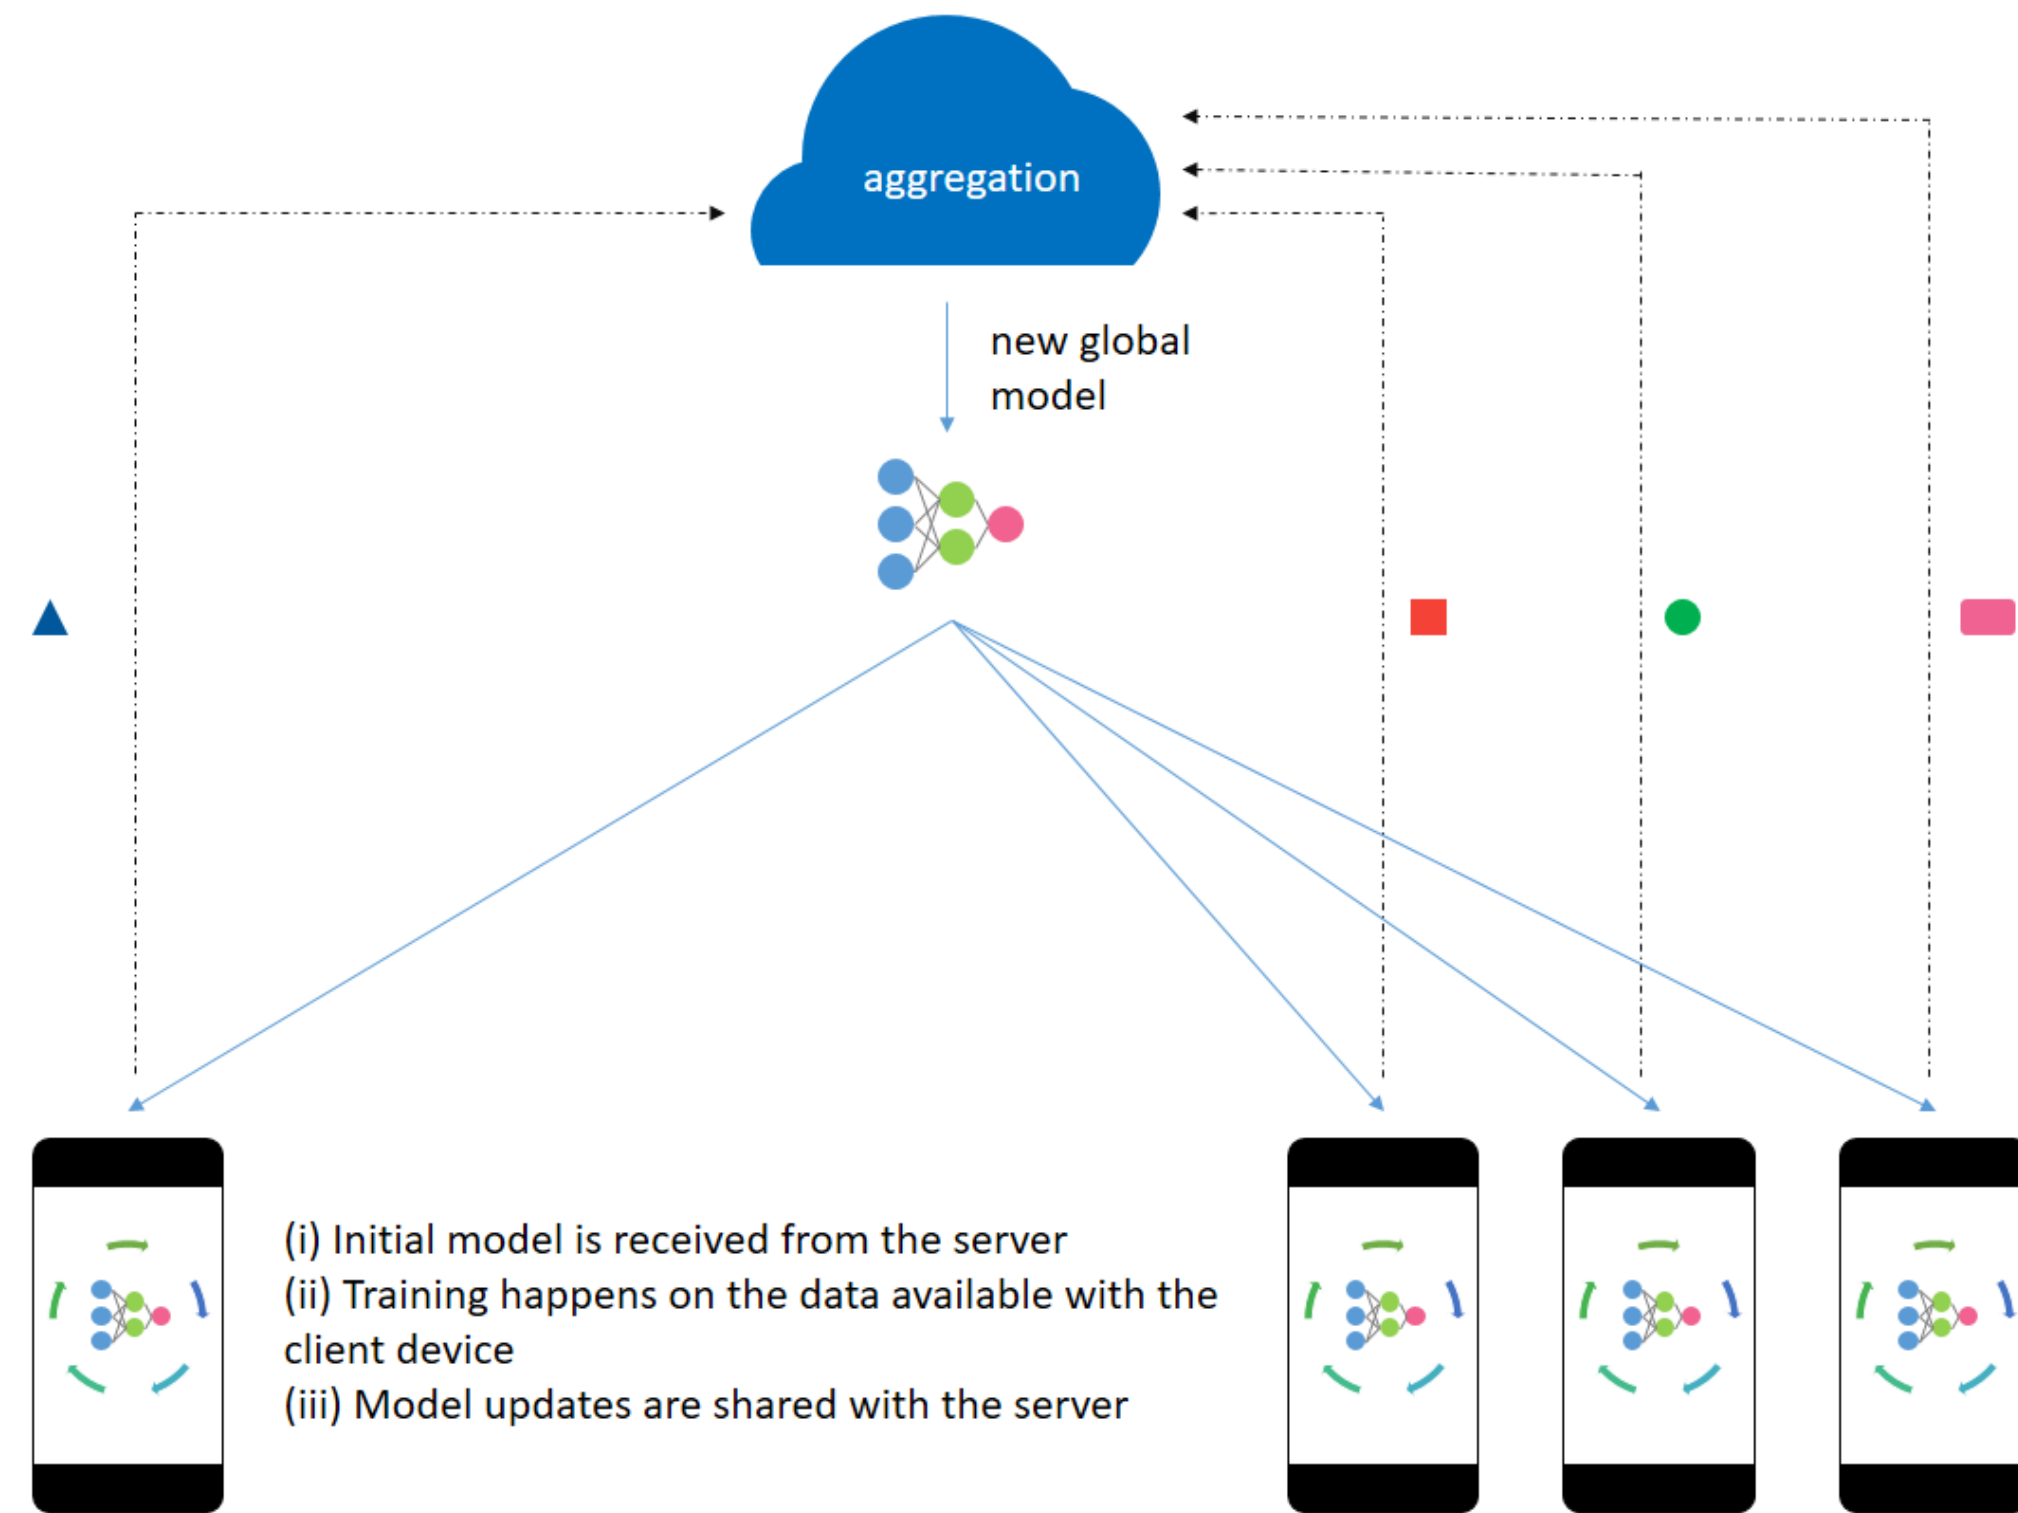 aggregation
new global
model
(i) Initial model is received from the server
(ii) Training happens on the data available with the
client device
(iii) Model updates are shared with the server